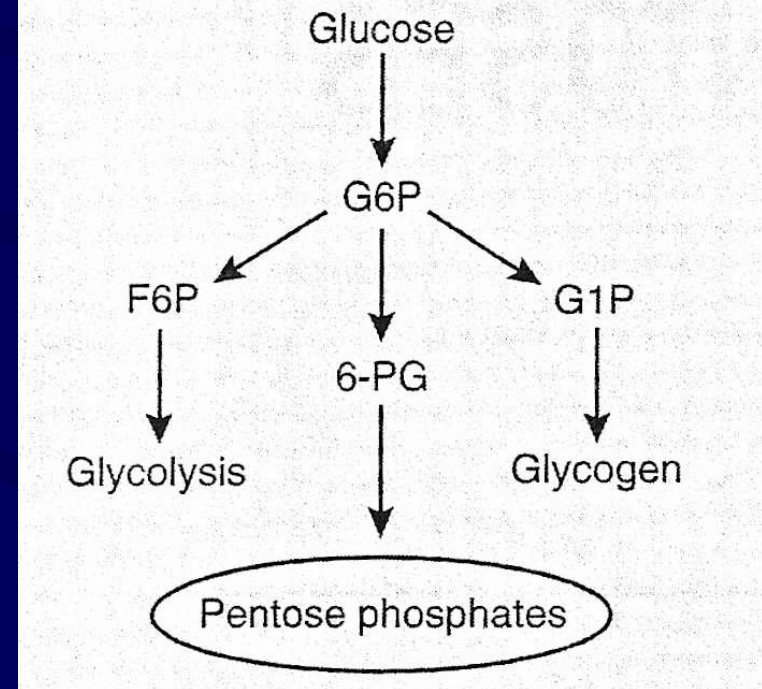 Glucose
G6P
F6P
G1P
6-PG
Glycolysis
Glycogen
Pentose phosphates